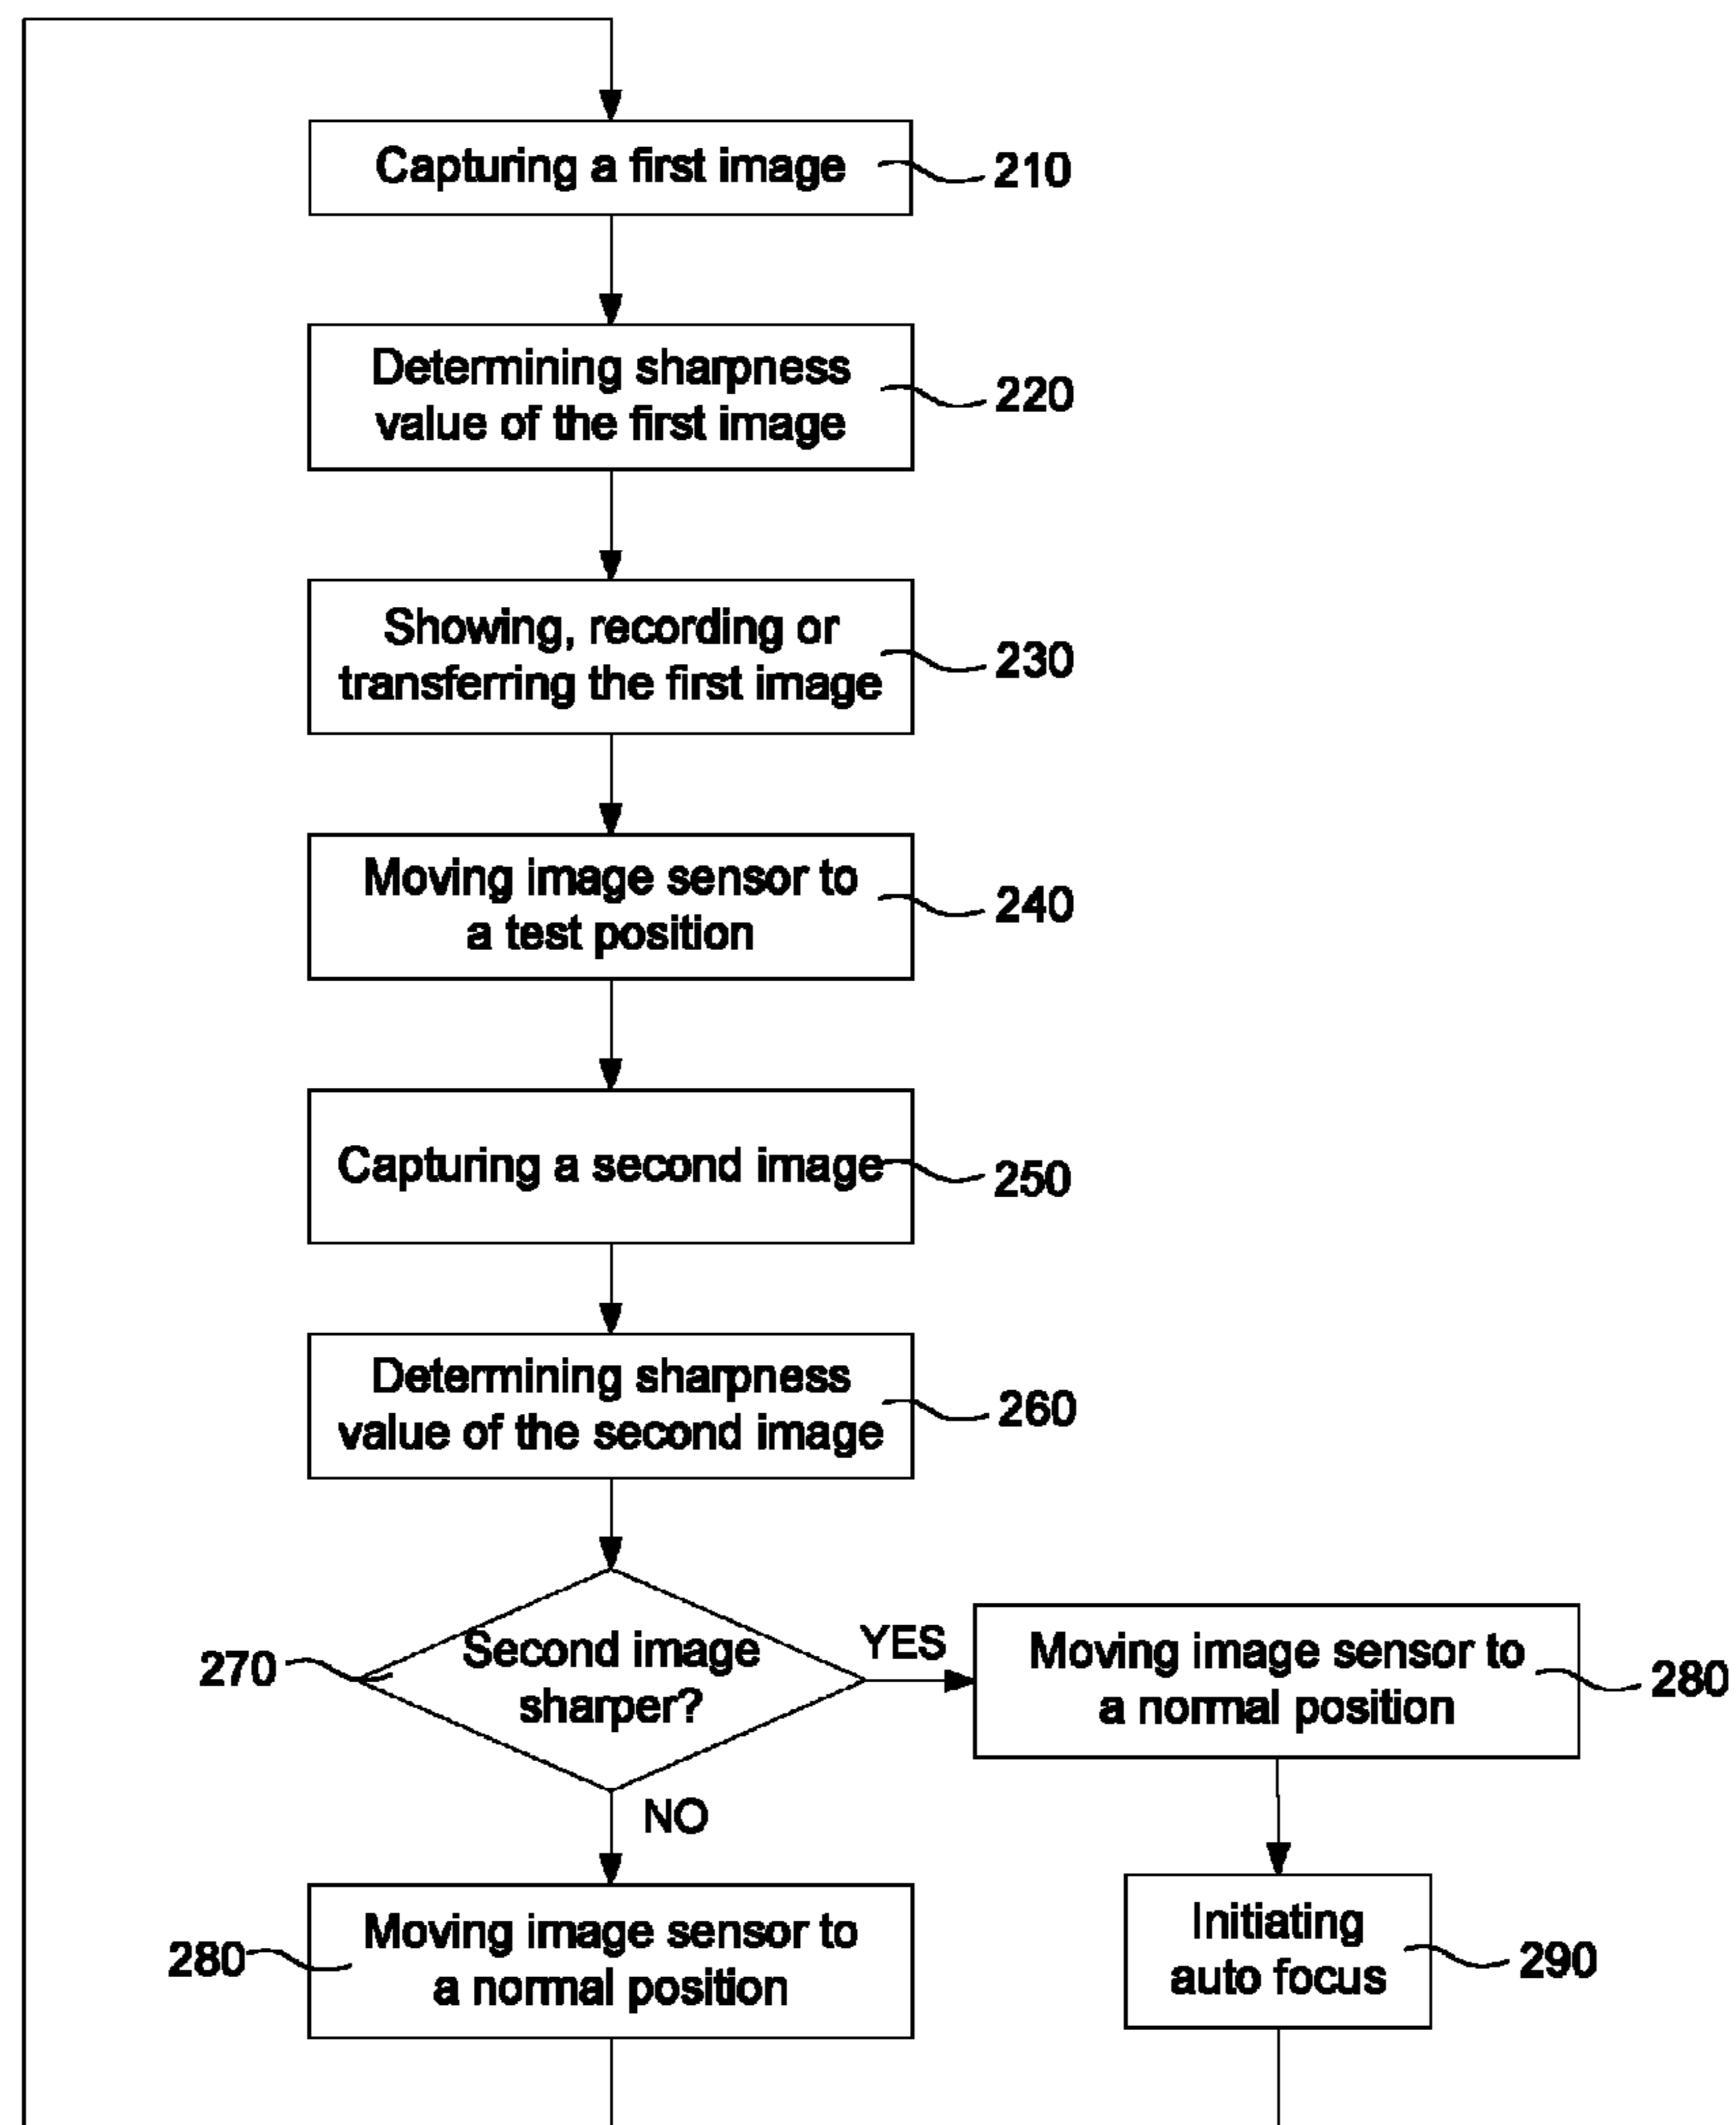 Capturing a first image
210
Determining sharpness
value of the first image
220
Showing, recording or
transferring the first image
230
Moving image sensor to
a test position
240
Capturing a second image
250
Determining sharpness
value of the second image
260
270
Second image
sharper?
YES
Moving image sensor to
a normal position
280
NO
280
Moving image sensor to
a normal position
Initiating
auto focus
290